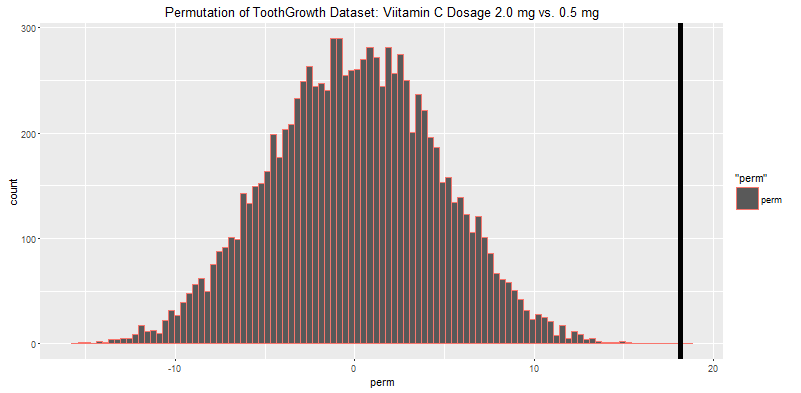 Permutation of ToothGrowth Dataset: Viitamin C Dosage 2.0 mg vs. 0.5 mg
300
200
100
0
count
-10
0
10
20
perm
"perm"
perm